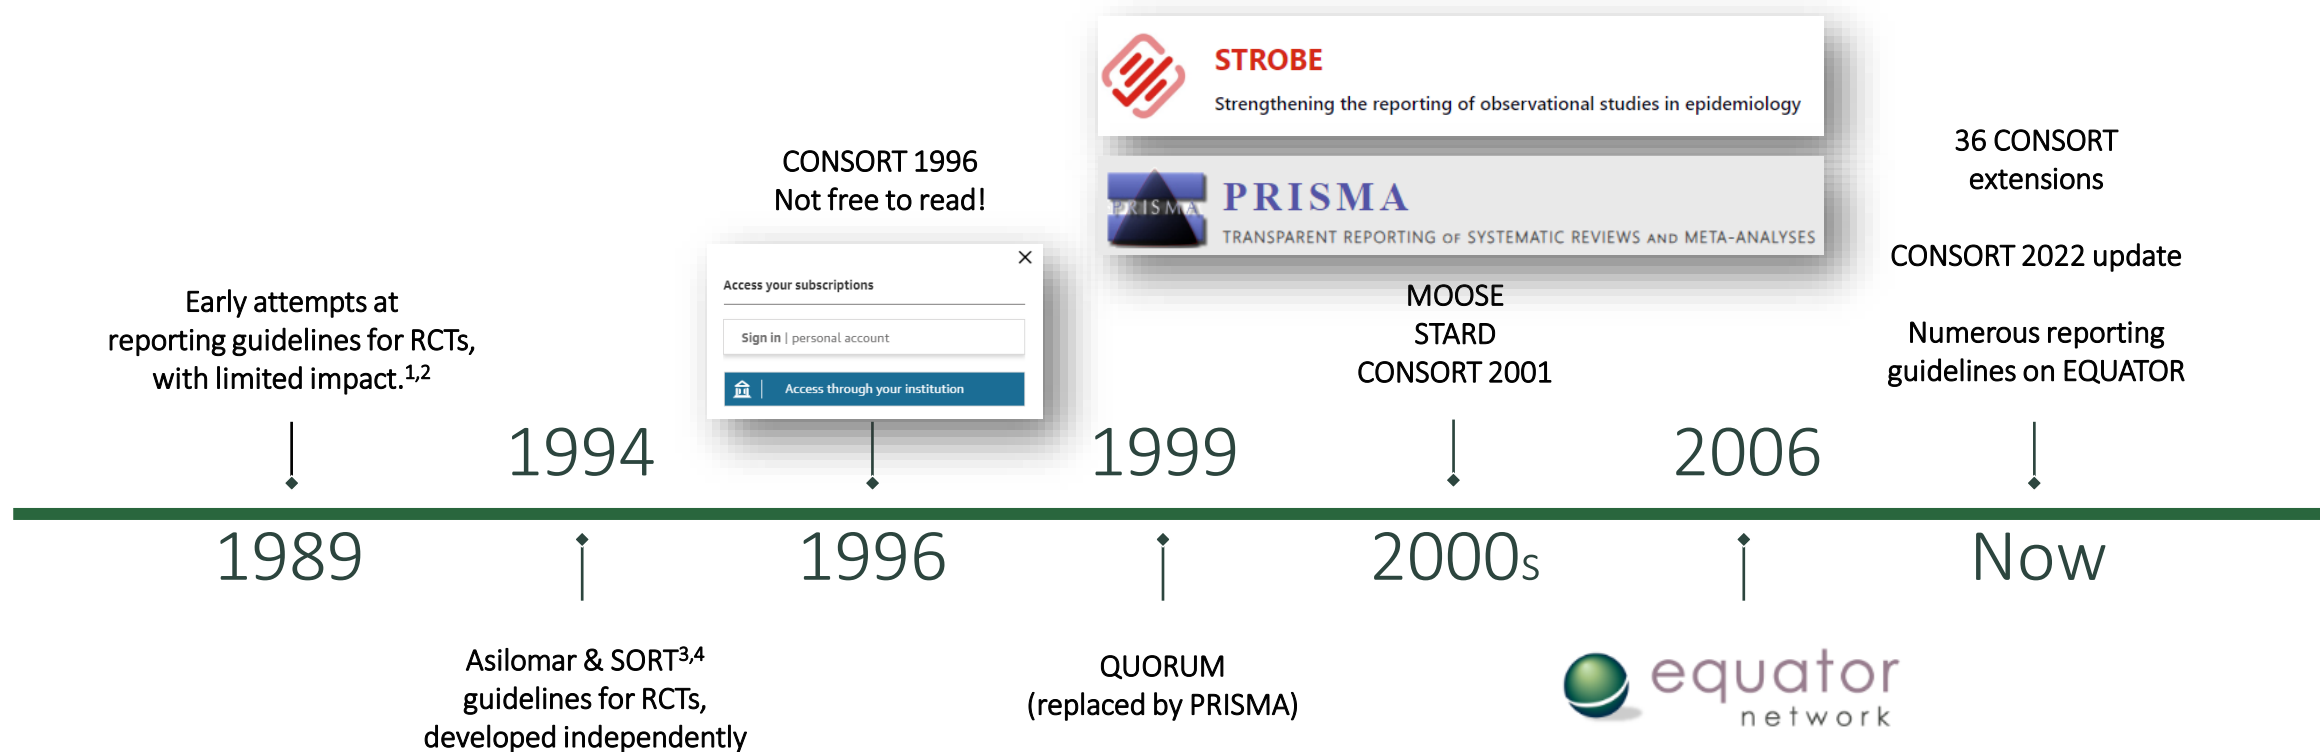 Early attempts at
reporting guidelines for RCTs,
with limited impact.1,2
1989
1994
Asilomar & SORT3,4
guidelines for RCTs,
developed independently
CONSORT 1996
Not free to read!
Access your subscriptions
Sign in | personal account
Access through your institution
1996
1999
QUORUM
(replaced by PRISMA)
STROBE
Strengthening the reporting of observational studies in epidemiology
PRISMA
PRISMA
TRANSPARENT REPORTING OF SYSTEMATIC REVIEWS AND META-ANALYSES
MOOSE
STARD
CONSORT 2001
2000s
2006
equator
network
36 CONSORT
extensions
CONSORT 2022 update
Numerous reporting
guidelines on EQUATOR
Now